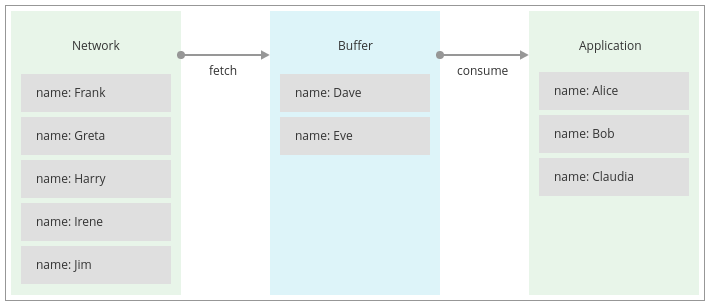 Network
name: Frank
name: Greta
name: Harry
name: Irene
name: Jim
fetch
Buffer
name: Dave
name: Eve
consume
Application
name: Alice
name: Bob
name: Claudia